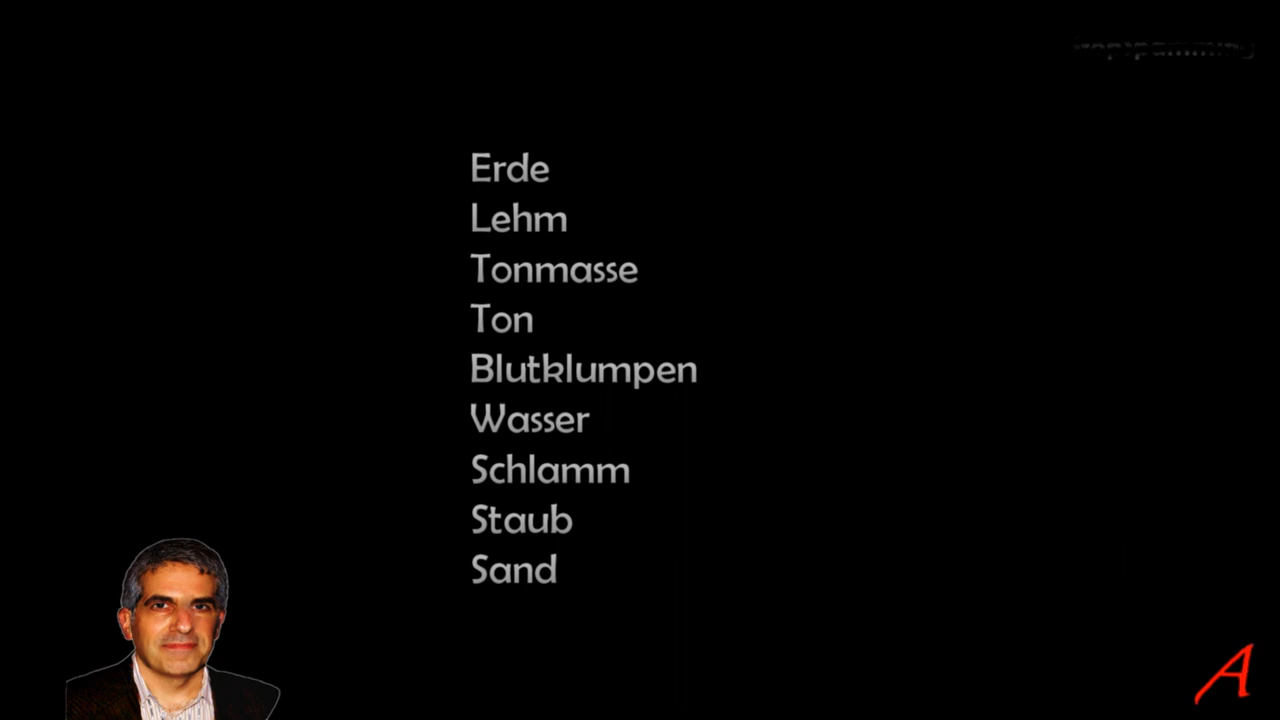 Erde
Lehm
Tonmasse
Ton
Blutklumpen
Wasser
Schlamm
Staub
Sand
A